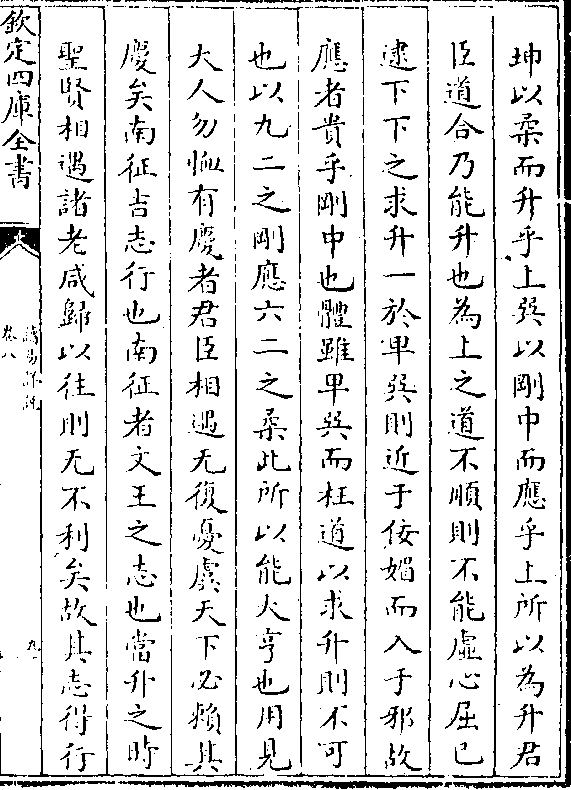 坤以柔而升乎上巽以剛中而應乎上所以為升君
臣道合乃能升也為上之道不順則不能虛心屈已
逮下下之求升一於卑巽則近于佞媚而入于邪故
應者貴乎剛中也體雖卑巽而枉道以求升則不可
也以九二之剛應六二之柔此所以能大亨也用見
大人勿恤有慶者君臣相遇无復憂虞天下必賴其
慶矣南征吉志行也南征者文王之志也當升之時
聖賢相遇諸老咸歸以往則无不利矣故其志得行
欽定四庫全書
讀易詳說
卷八
九